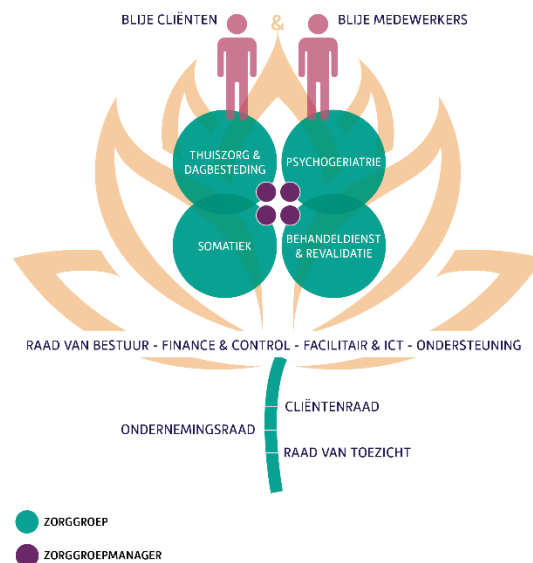 BLIJE CLIËNTEN & BLIJE MEDEWERKERS
THUISZORG &
DAGBESTEDING
PSYCHOGERIATRIE
SOMATIEK
BEHANDELDIENST
& REVALIDATIE
RAAD VAN BESTUUR - FINANCE & CONTROL - FACILITAIR & ICT - ONDERSTEUNING
CLIËNTENRAAD
ONDERNEMINGSRAAD
RAAD VAN TOEZICHT
ZORGGROEP
ZORGGROEPMANAGER